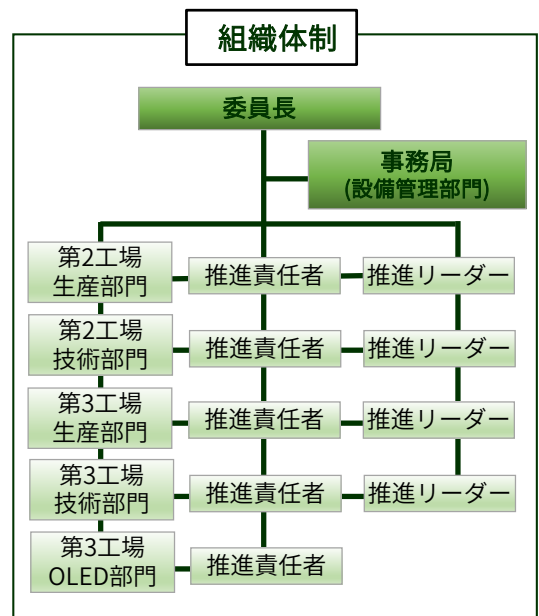 組織体制
委員長
事務局
(設備管理部門)
第2工場
生産部門
推進責任者
推進リーダー
第2工場
技術部門
推進責任者
推進リーダー
第3工場
生産部門
推進責任者
推進リーダー
第3工場
技術部門
推進責任者
推進リーダー
第3工場
OLED部門
推進責任者